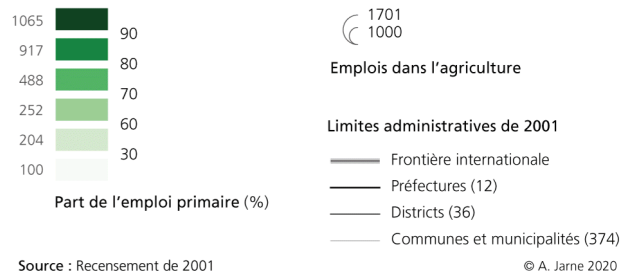 1065
90
917
80
488
70
252
60
204
30
100
Part de l'emploi primaire (%)
1701
1000
Emplois dans l'agriculture
Limites administratives de 2001
Frontière internationale
Préfectures (12)
Districts (36)
Communes et municipalités (374)
Source : Recensement de 2001
© A. Jarne 2020